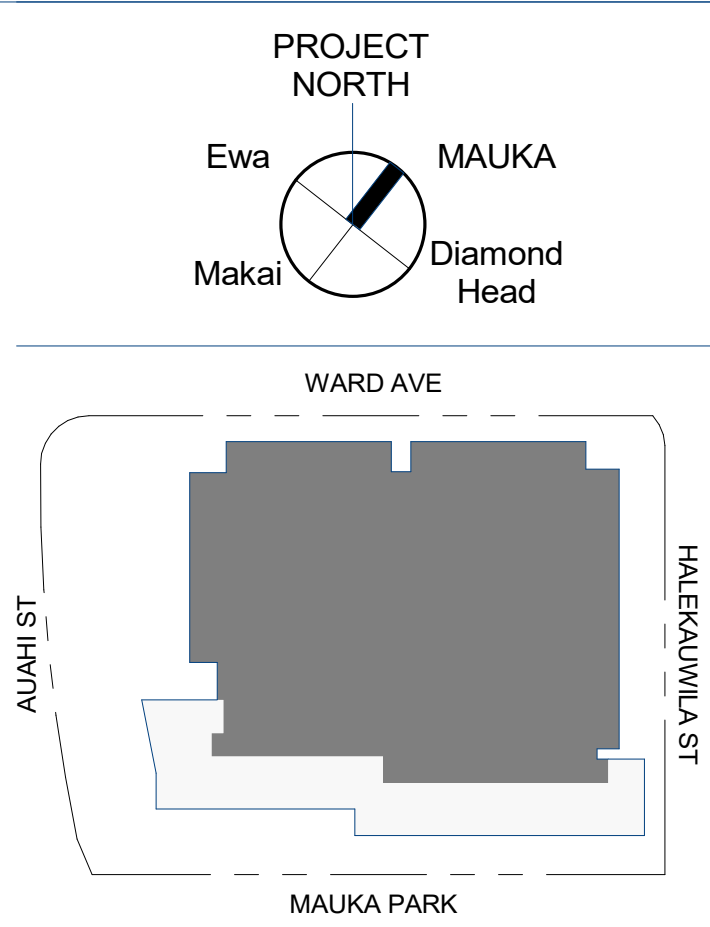 PROJECT
NORTH
Ewa
MAUKA
Makai
Diamond
Head
WARD AVE
AUAHI ST
HALEKAUWILA ST
MAUKA PARK